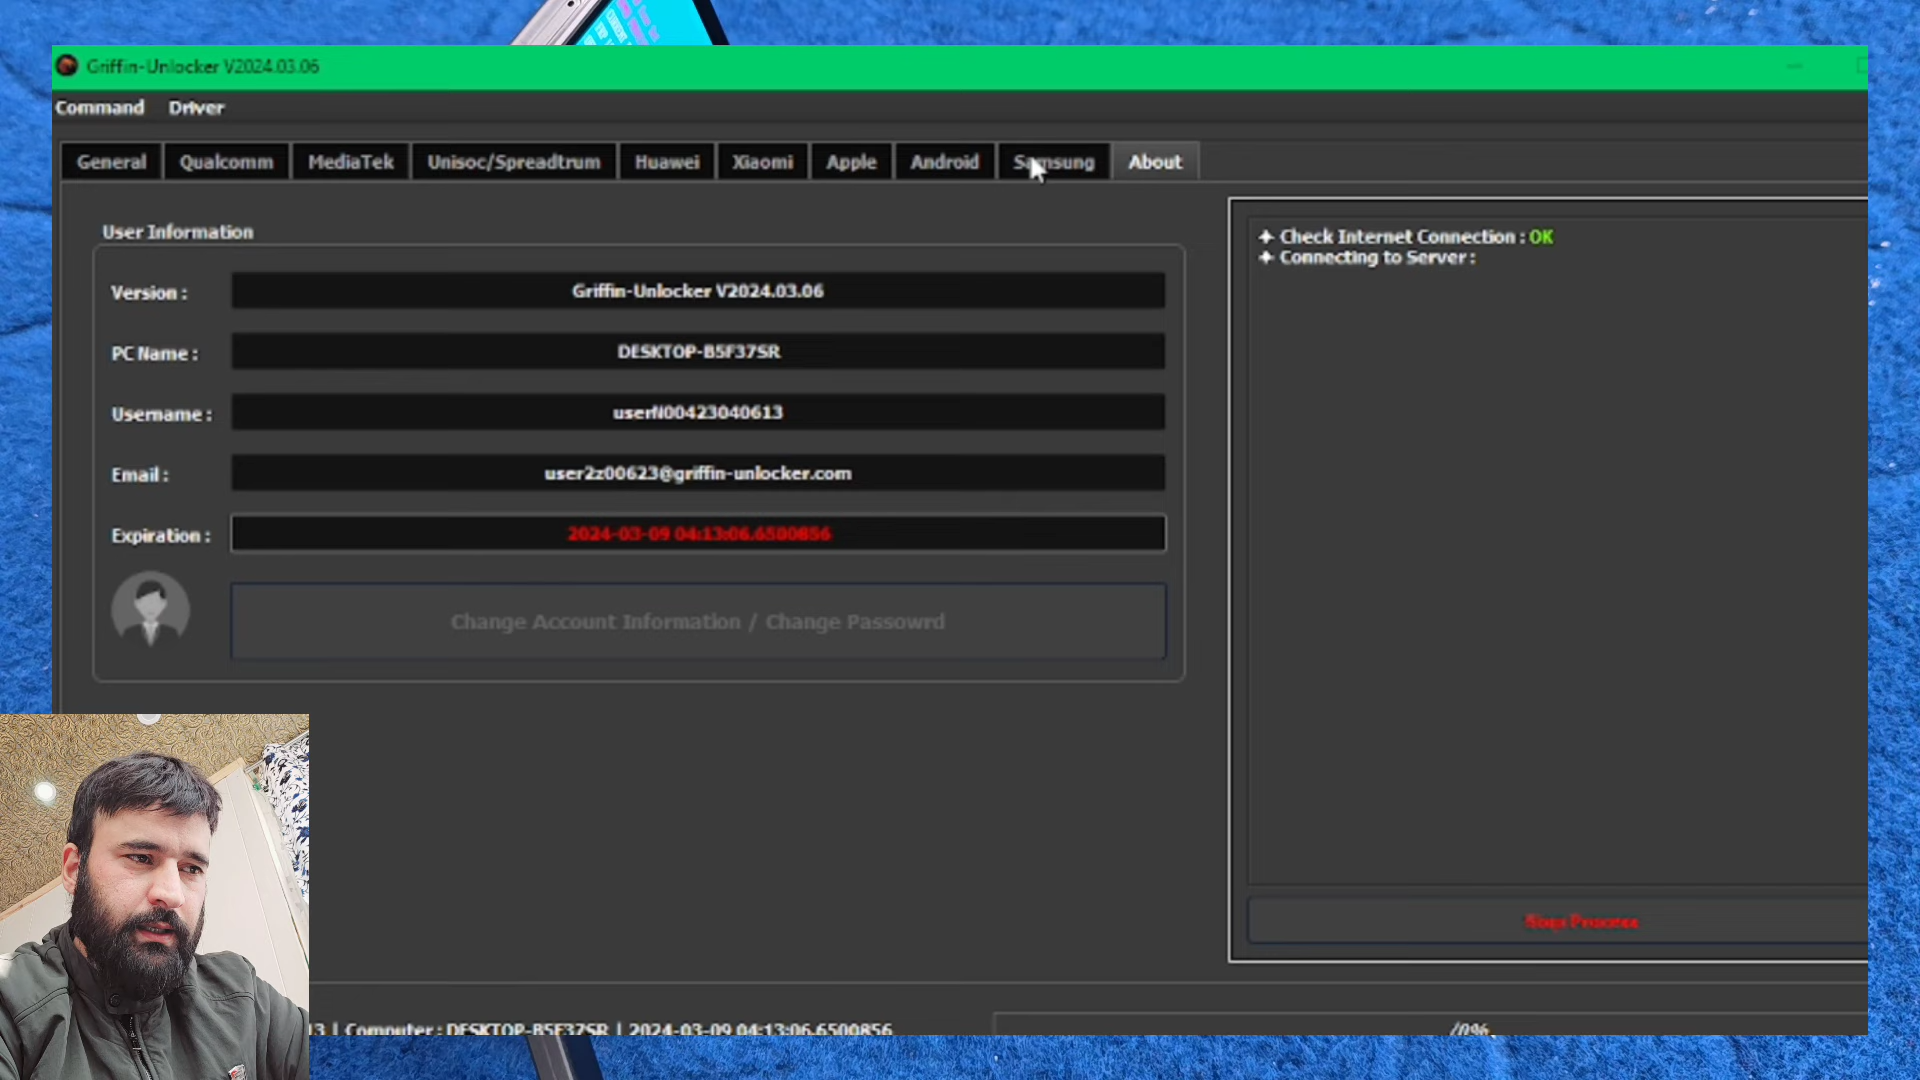 Griffin-Unlocker V2024.03.06
Command Driver
General Qualcomm MediaTek Unisoc/Spreadtrum Huawei Xiaomi Apple Android Samsung About
User Information
Version : Griffin-Unlocker V2024.03.06
PC Name : DESKTOP-B5F37SR
Username : userN00423040613
Email : user2z00623@griffin-unlocker.com
Expiration : 2024-03-09 04:13:06.6500856
Change Account Information / Change Passowrd
✦ Check Internet Connection : OK
✦ Connecting to Server :
Stop Process
13 | Computer : DESKTOP-B5F37SR | 2024-03-09 04:13:06.6500856
/0%